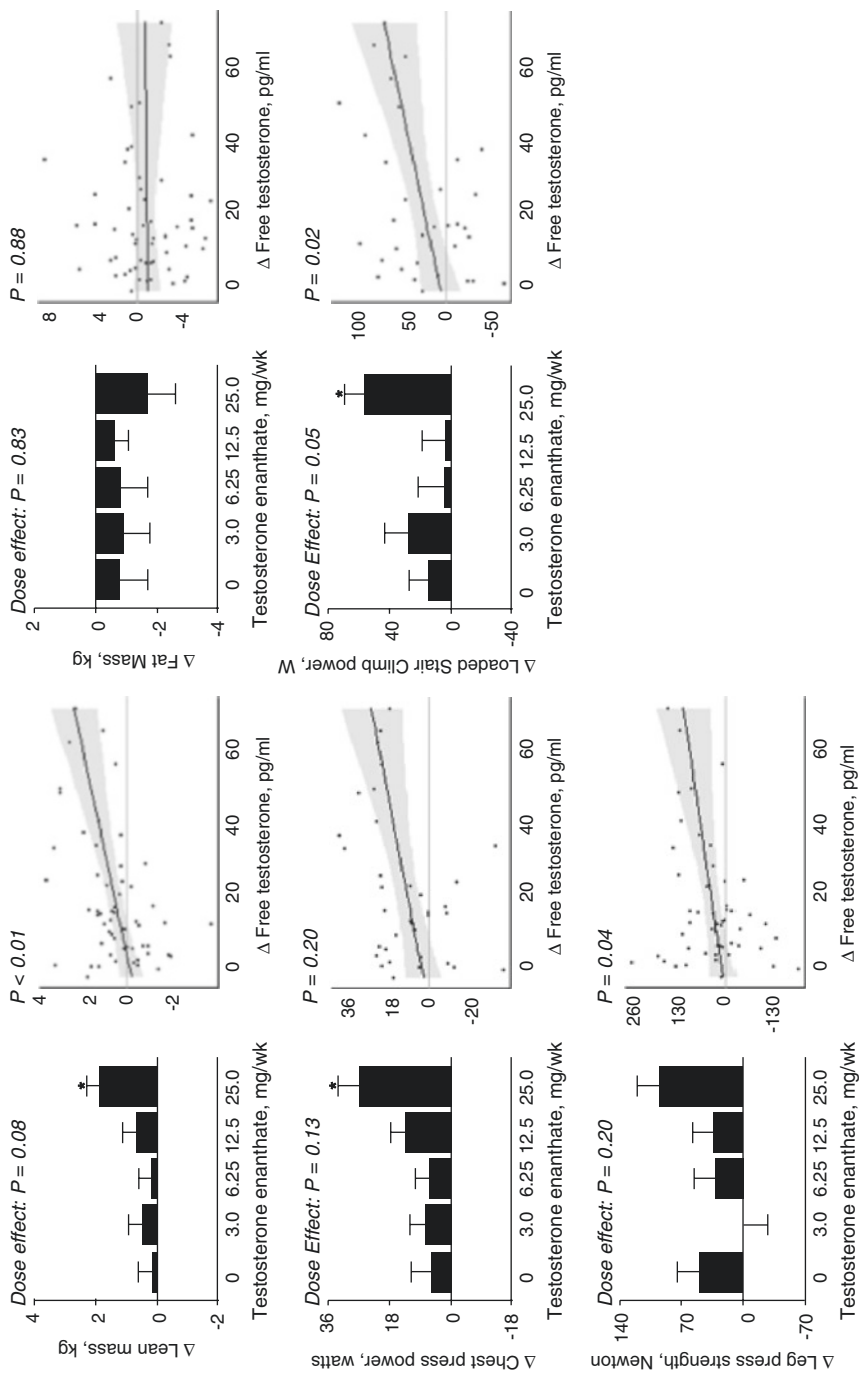 Dose effect: P = 0.08
4
2
0
-2
Δ Lean mass, kg
0 3.0 6.25 12.5 25.0
*
Testosterone enanthate, mg/wk
P < 0.01
4
2
0
-2
0 20 40 60
Δ Free testosterone, pg/ml
Dose effect: P = 0.83
2
0
-2
-4
Δ Fat Mass, kg
0 3.0 6.25 12.5 25.0
Testosterone enanthate, mg/wk
P = 0.88
8
4
0
-4
0 20 40 60
Δ Free testosterone, pg/ml
Dose Effect: P = 0.13
36
18
0
-18
Δ Chest press power, watts
0 3.0 6.25 12.5 25.0
*
Testosterone enanthate, mg/wk
P = 0.20
36
18
0
-20
0 20 40 60
Δ Free testosterone, pg/ml
Dose Effect: P = 0.05
80
40
0
-40
Δ Loaded Stair Climb power, W
0 3.0 6.25 12.5 25.0
*
Testosterone enanthate, mg/wk
P = 0.02
100
50
0
-50
0 20 40 60
Δ Free testosterone, pg/ml
Dose effect: P = 0.20
140
70
0
-70
Δ Leg press strength, Newton
0 3.0 6.25 12.5 25.0
Testosterone enanthate, mg/wk
P = 0.04
260
130
0
-130
0 20 40 60
Δ Free testosterone, pg/ml